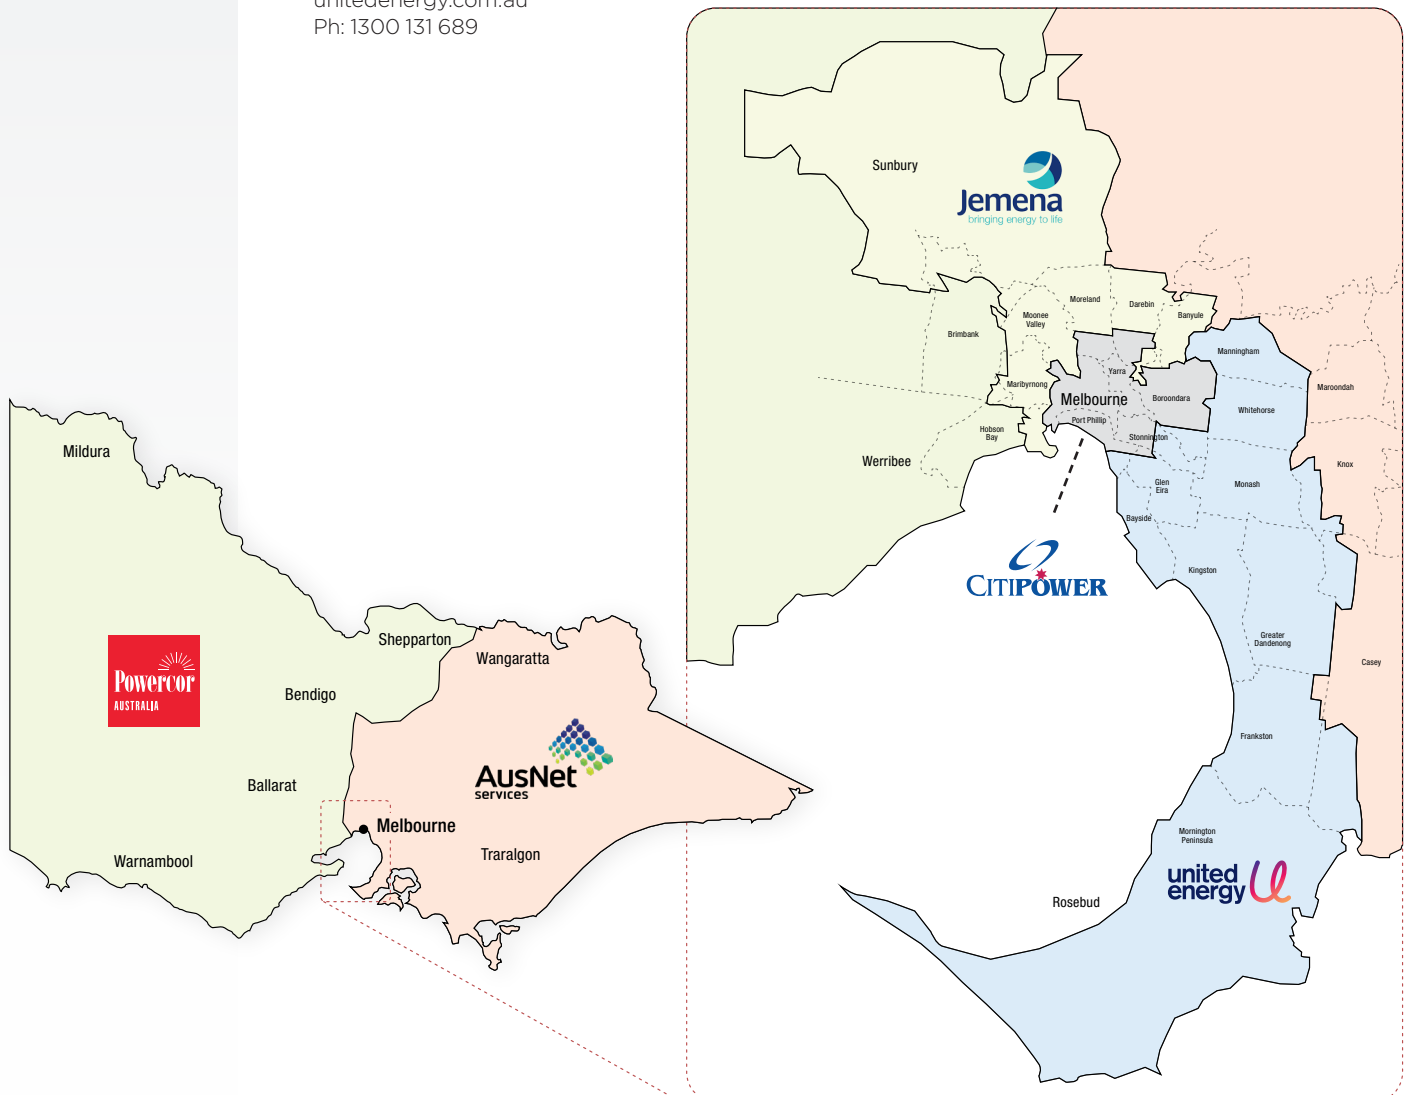 unitedenergy.com.au
Ph: 1300 131 689
Sunbury
Jemena
bringing energy to life
Moreland
Darebin
Banyule
Moonee
Valley
Brimbank
Manningham
Yarra
Maribyrnong
Melbourne
Boroondara
Maroondah
Whitehorse
Port Phillip
Hobson
Bay
Stonnington
Werribee
Knox
Glen
Eira
Monash
Bayside
CITIPOWER
Kingston
Greater
Dandenong
Casey
Frankston
Mornington
Peninsula
united
energy
Rosebud
Mildura
Shepparton
Wangaratta
Powercor
AUSTRALIA
Bendigo
AusNet
services
Ballarat
Melbourne
Traralgon
Warnambool